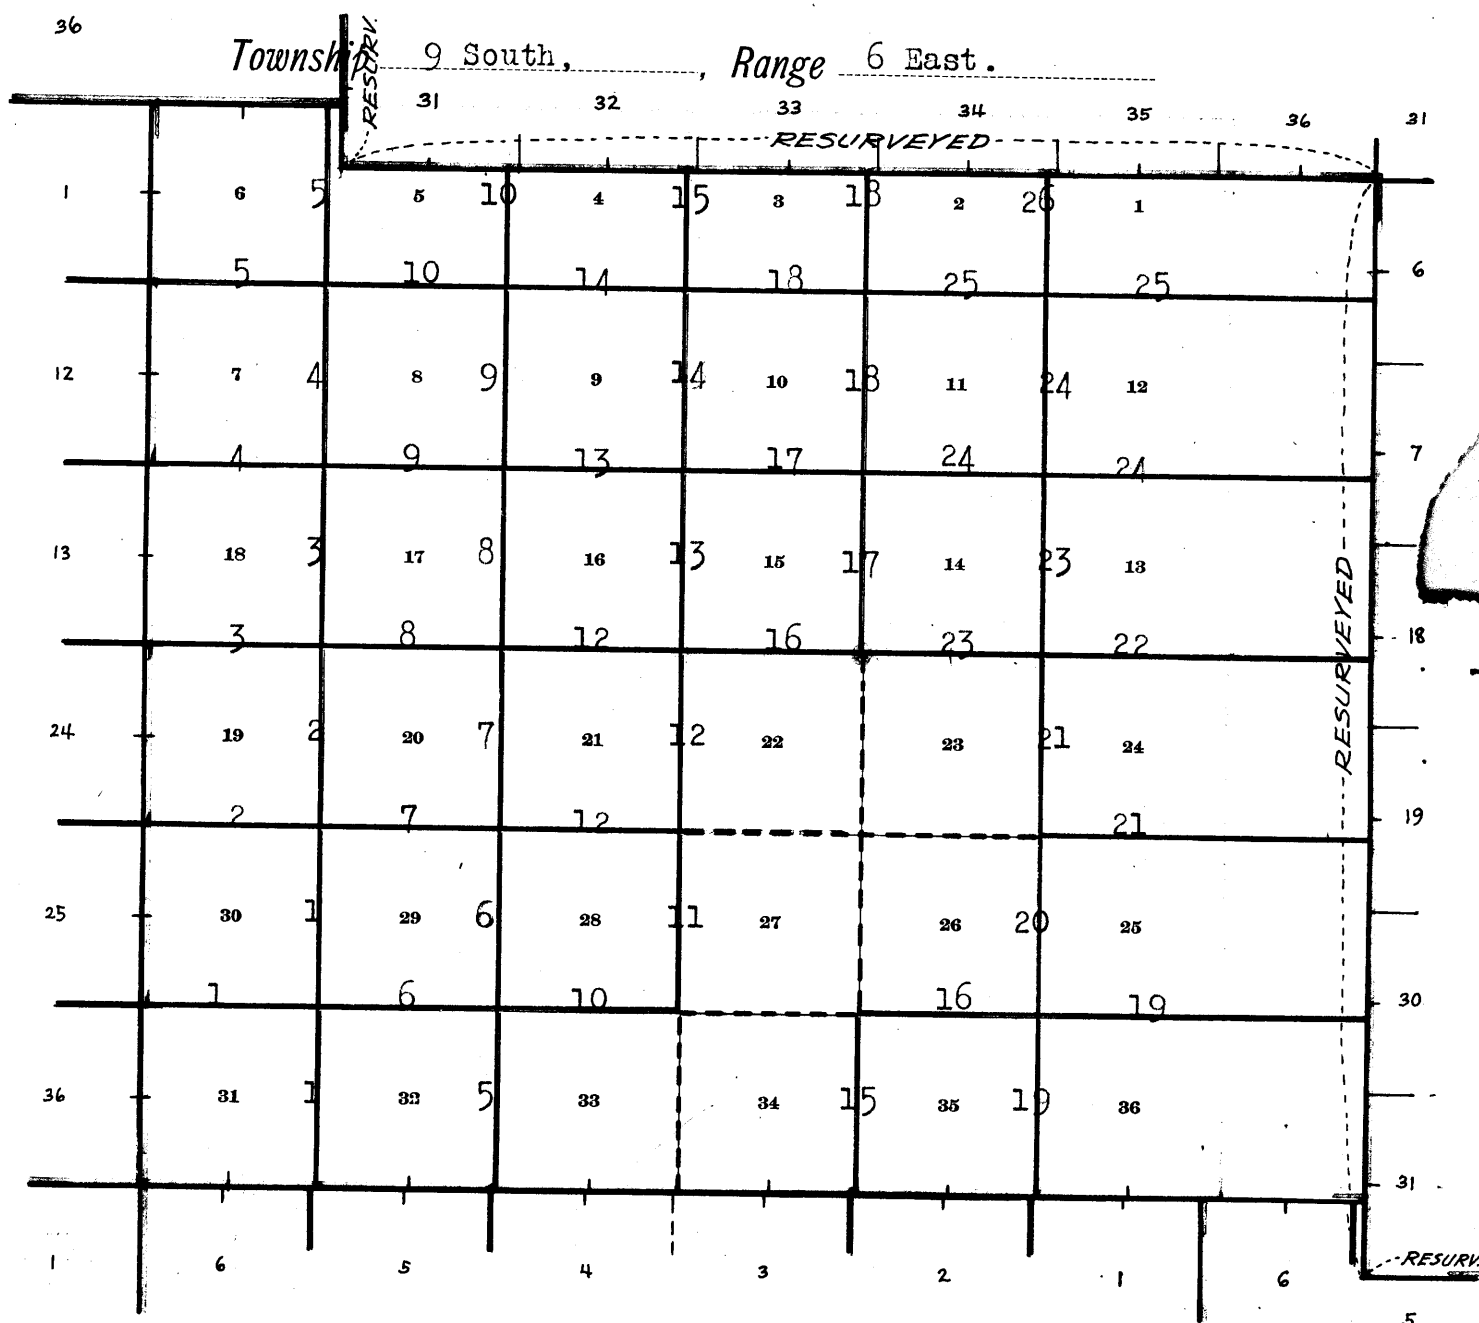 36
Township 9 South, , Range 6 East.
RESURV.
31 32 33 34 35 36 31
RESURVEYED
1 6 5 5 10 4 15 3 18 2 26 1
5 10 14 18 25 25 6
12 7 4 8 9 9 14 10 18 11 24 12
4 9 13 17 24 24 7
13 18 3 17 8 16 13 15 17 14 23 13
RESURVEYED
3 8 12 16 23 22 18
24 19 2 20 7 21 12 22 23 21 24
2 7 12 21 19
25 30 1 29 6 28 11 27 26 20 25
1 6 10 16 19 30
36 31 1 32 5 33 34 15 35 19 36
31
1 6 5 4 3 2 1 6
RESURV.
5